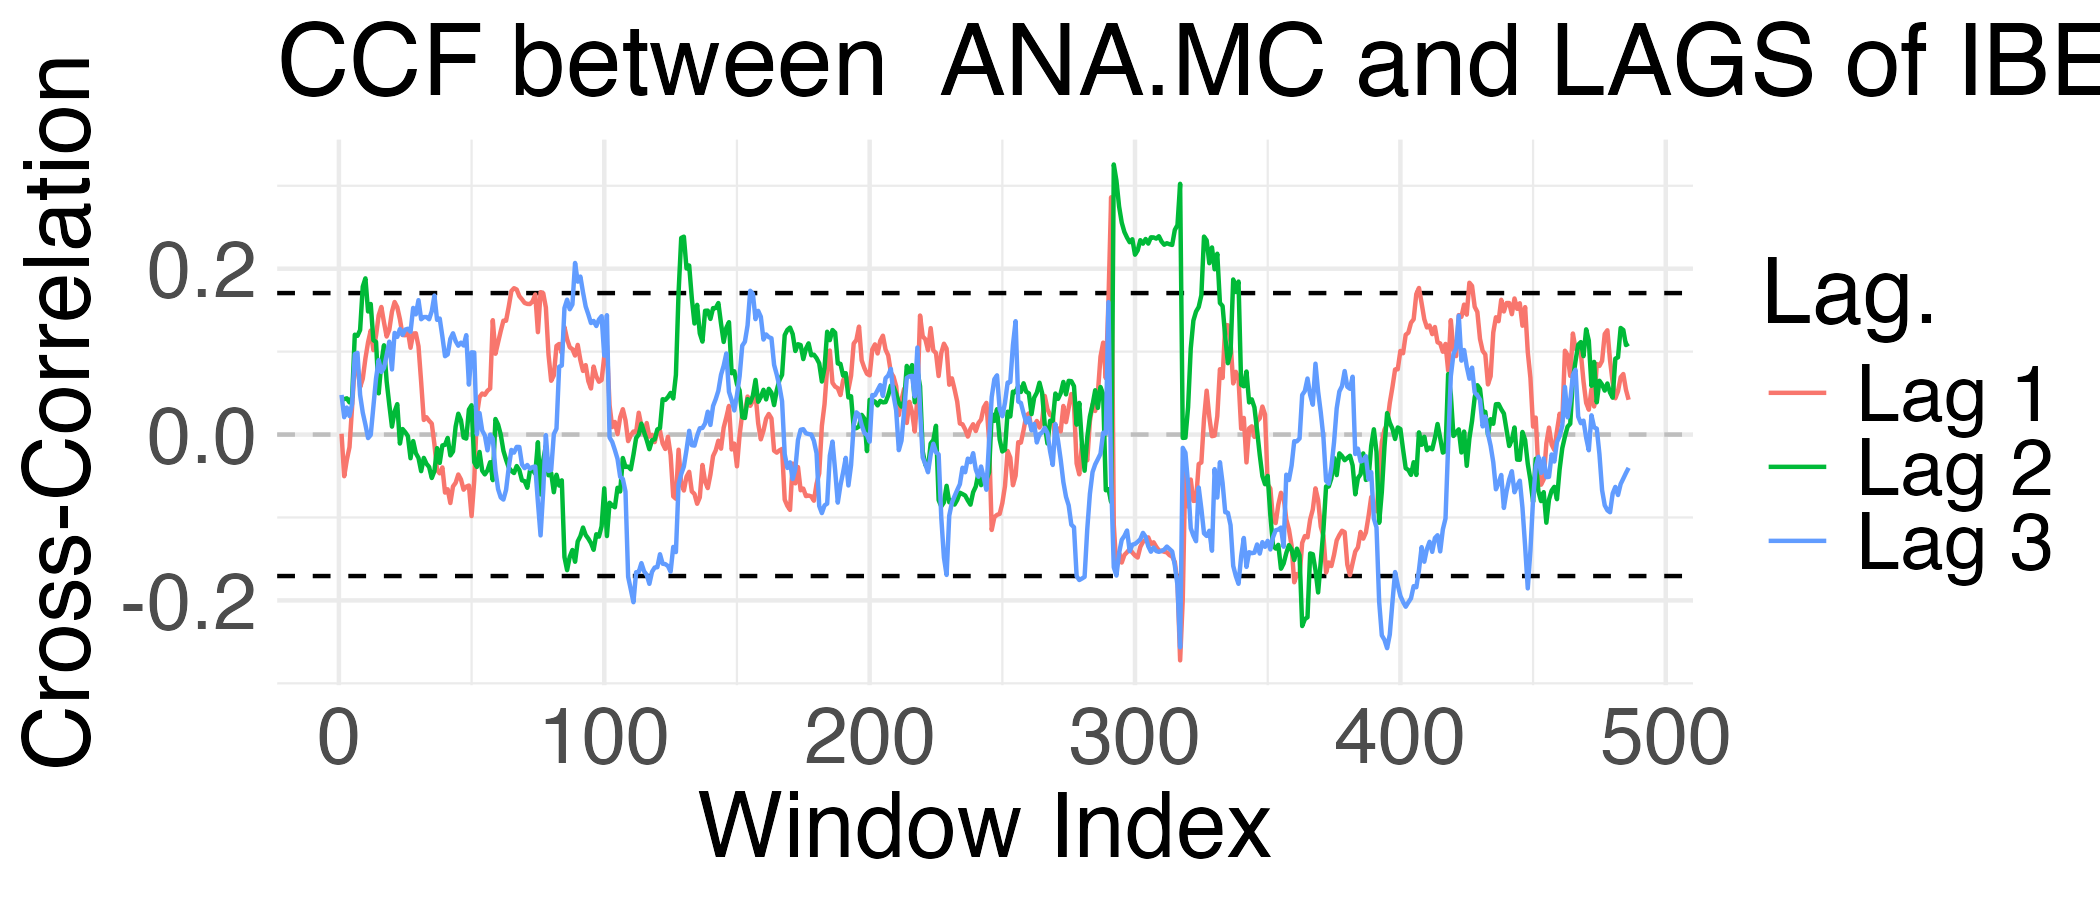 CCF between ANA.MC and LAGS of IBE
Cross-Correlation
0.2
0.0
-0.2
0
100
200
300
400
500
Window Index
Lag.
Lag 1
Lag 2
Lag 3